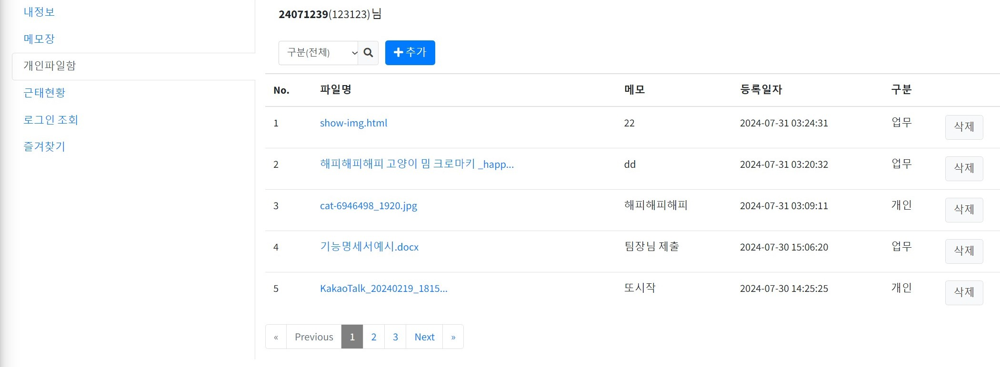 내정보
메모장
개인파일함
근태현황
로그인 조회
즐겨찾기
24071239(123123)님
구분(전체) 추가
No. 파일명 메모 등록일자 구분
1 show-img.html 22 2024-07-31 03:24:31 업무 삭제
2 해피해피해피 고양이 밈 크로마키 _happ... dd 2024-07-31 03:20:32 업무 삭제
3 cat-6946498_1920.jpg 해피해피해피 2024-07-31 03:09:11 개인 삭제
4 기능명세서예시.docx 팀장님 제출 2024-07-30 15:06:20 업무 삭제
5 KakaoTalk_20240219_1815... 또시작 2024-07-30 14:25:25 개인 삭제
« Previous 1 2 3 Next »